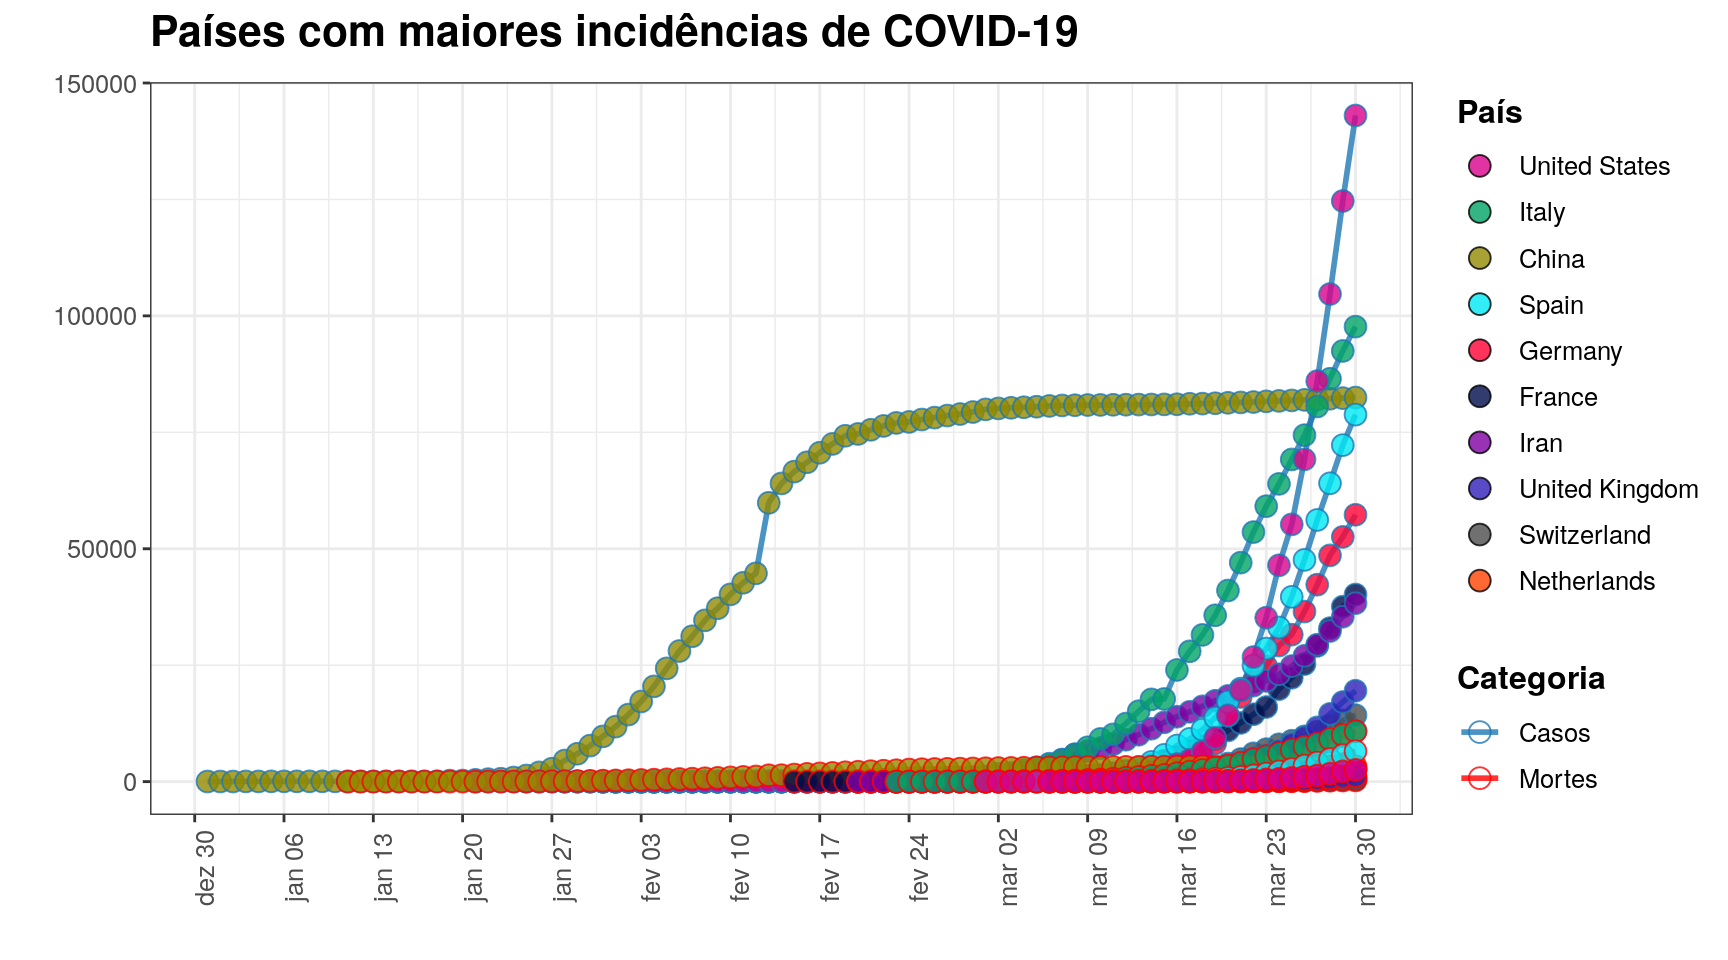 Países com maiores incidências de COVID-19
150000
100000
50000
0
dez 30
jan 06
jan 13
jan 20
jan 27
fev 03
fev 10
fev 17
fev 24
mar 02
mar 09
mar 16
mar 23
mar 30
País
United States
Italy
China
Spain
Germany
France
Iran
United Kingdom
Switzerland
Netherlands
Categoria
Casos
Mortes